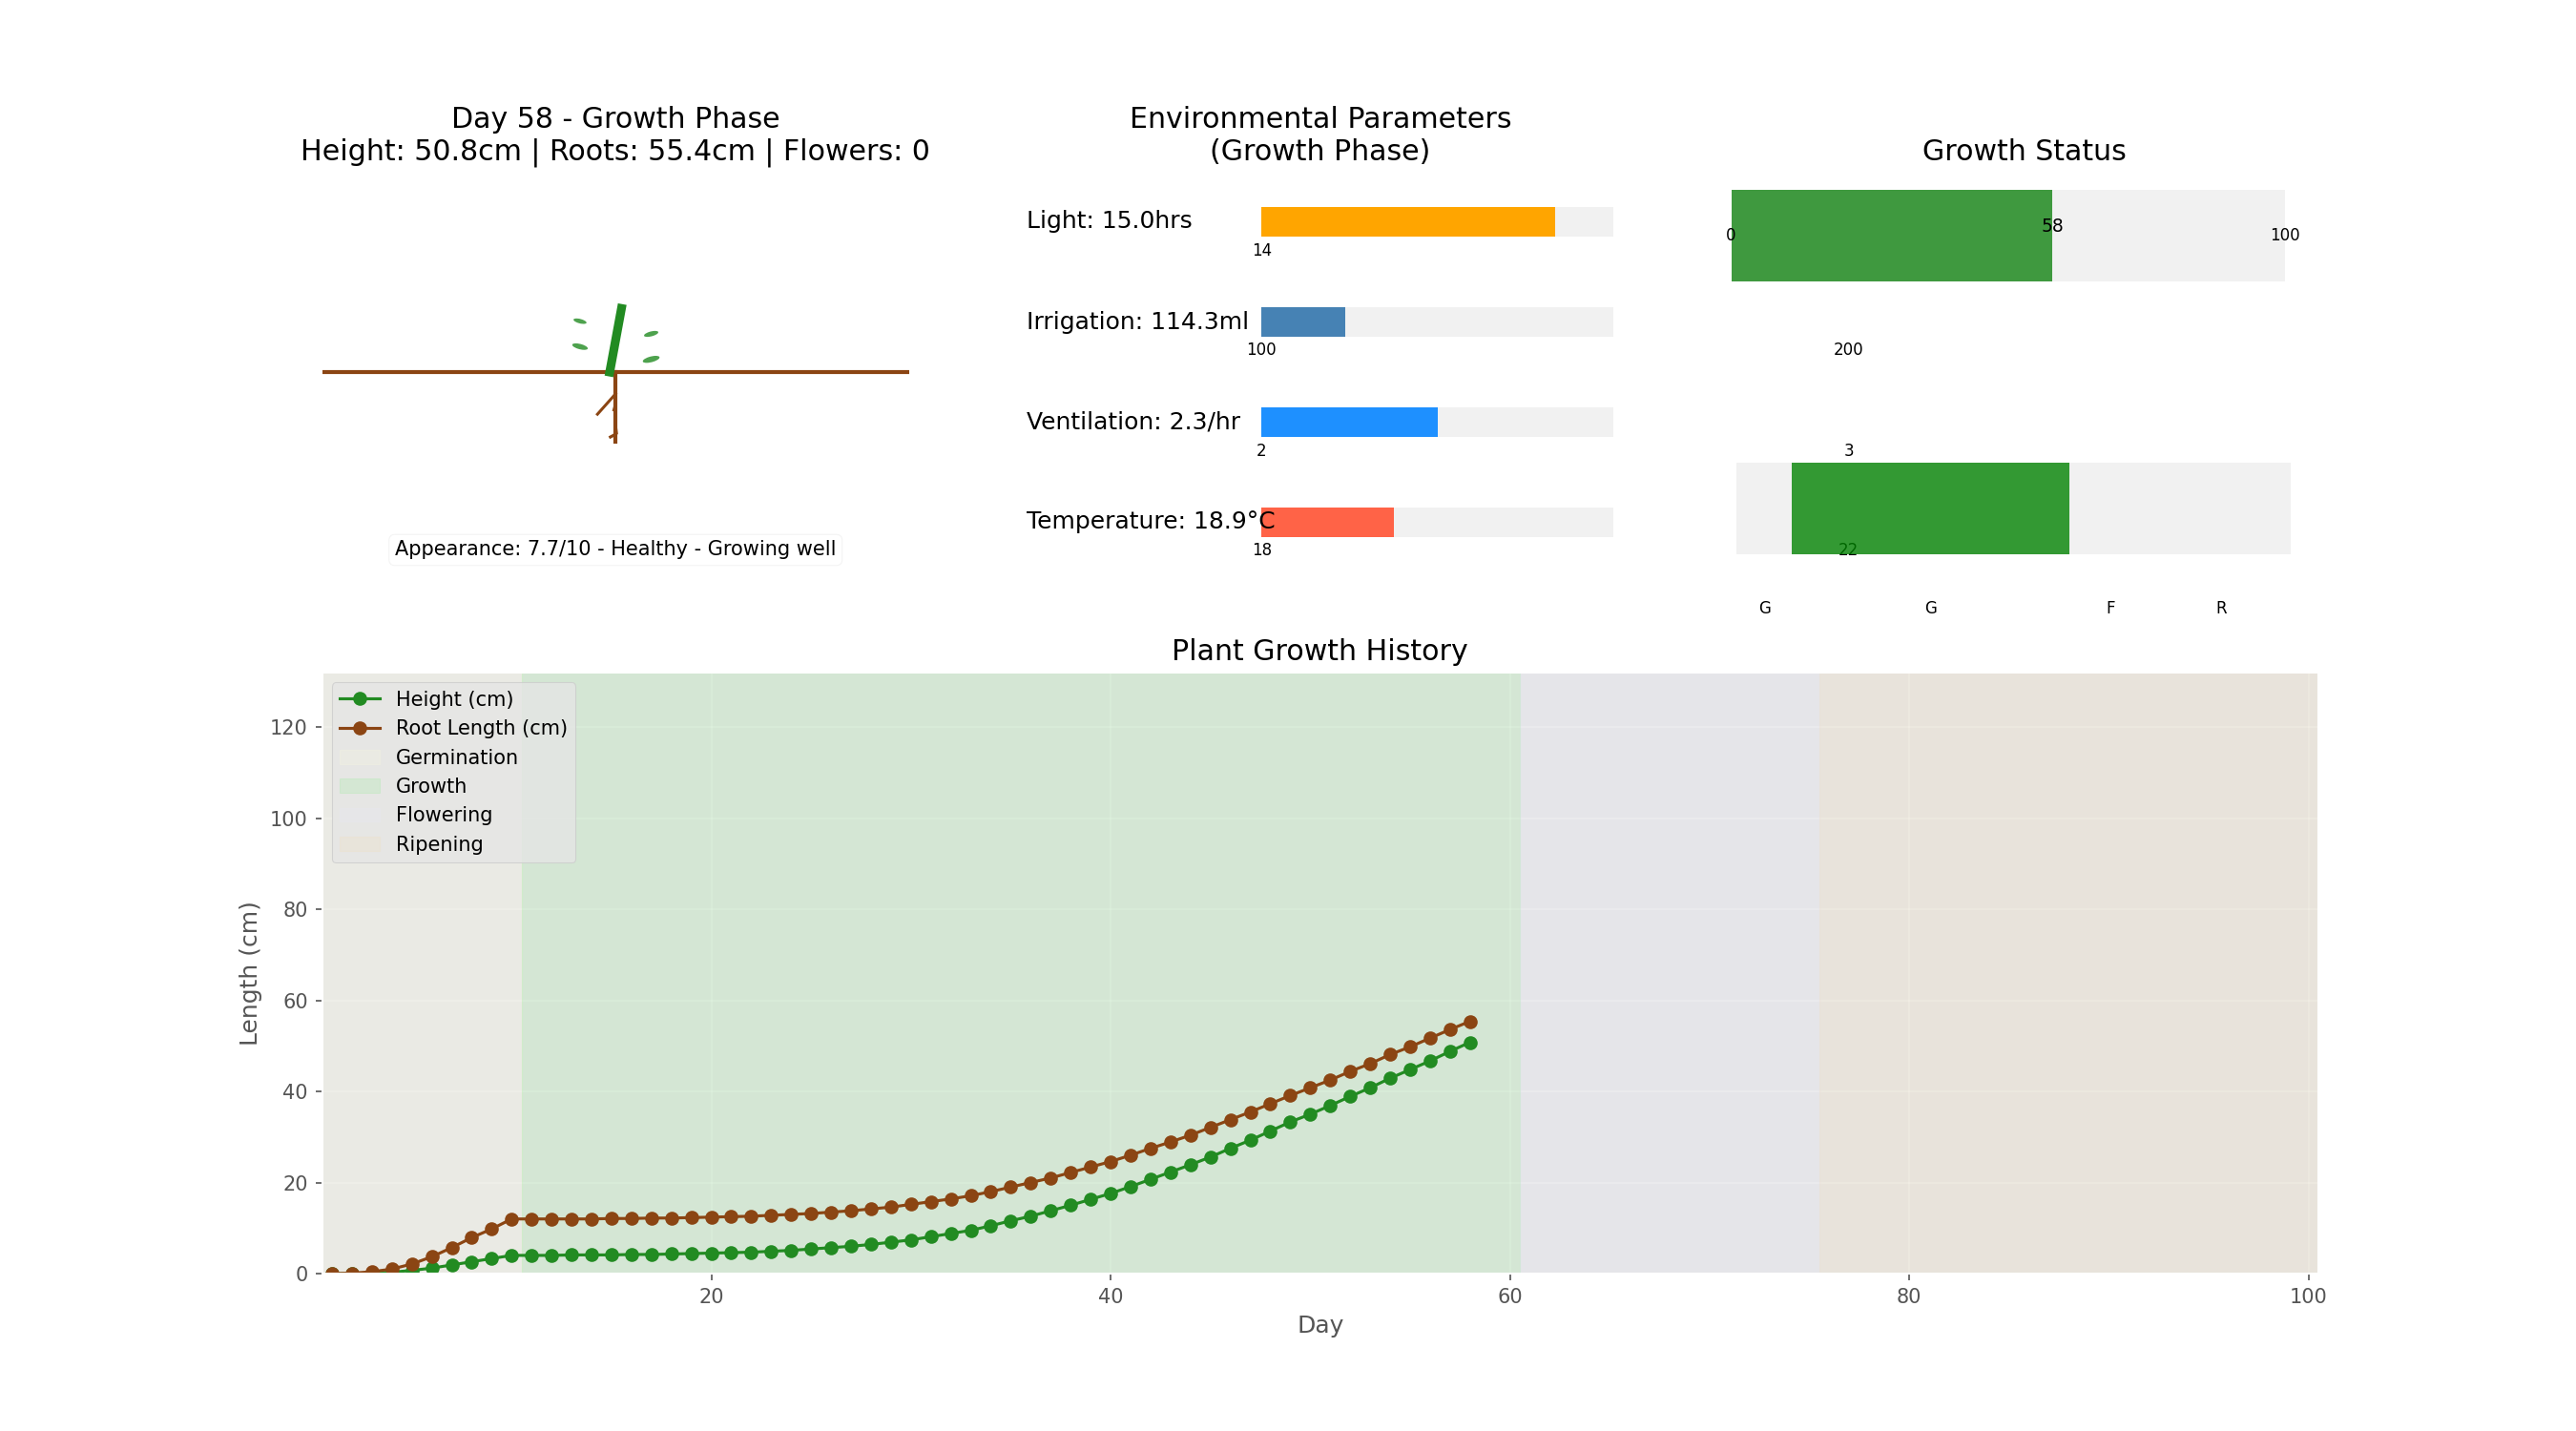 Day 58 - Growth Phase
Height: 50.8cm | Roots: 55.4cm | Flowers: 0
Appearance: 7.7/10 - Healthy - Growing well
Environmental Parameters
(Growth Phase)
Light: 15.0hrs
14
Irrigation: 114.3ml
100
200
Ventilation: 2.3/hr
2
3
Temperature: 18.9°C
18
22
Growth Status
0
58
100
G
G
F
R
Plant Growth History
Height (cm)
Root Length (cm)
Germination
Growth
Flowering
Ripening
Length (cm)
120
100
80
60
40
20
0
20
40
60
80
100
Day